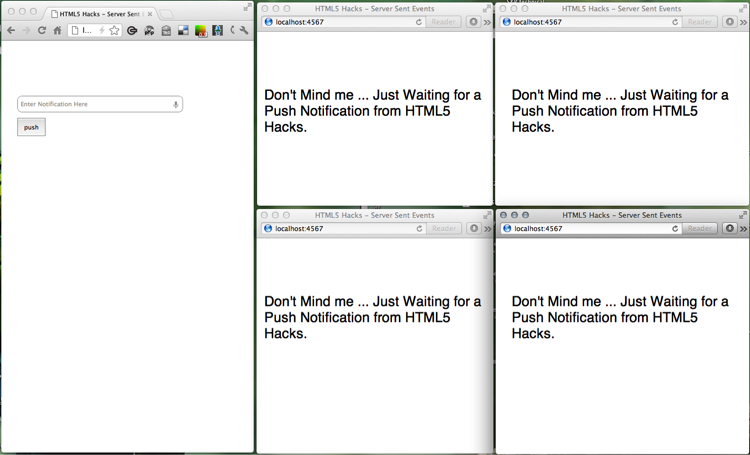 HTML5 Hacks - Server Sent
Enter Notification Here
push
HTML5 Hacks - Server Sent Events
localhost:4567
Reader
Don't Mind me ... Just Waiting for a
Push Notification from HTML5
Hacks.
HTML5 Hacks - Server Sent Events
localhost:4567
Reader
Don't Mind me ... Just Waiting for a
Push Notification from HTML5
Hacks.
HTML5 Hacks - Server Sent Events
localhost:4567
Reader
Don't Mind me ... Just Waiting for a
Push Notification from HTML5
Hacks.
HTML5 Hacks - Server Sent Events
localhost:4567
Reader
Don't Mind me ... Just Waiting for a
Push Notification from HTML5
Hacks.